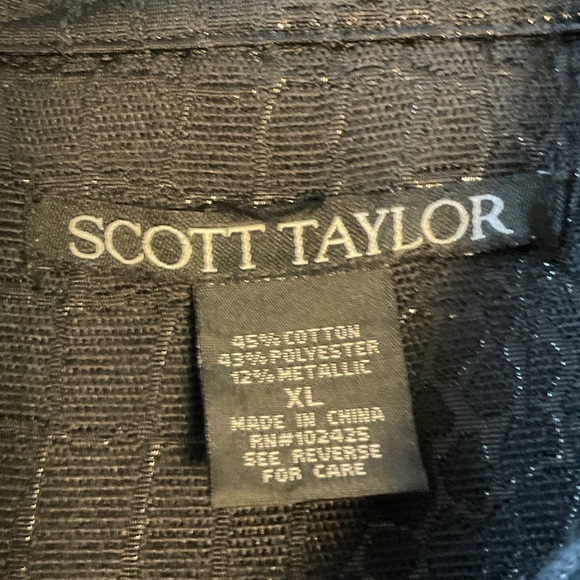 SCOTT TAYLOR
45% COTTON
43% POLYESTER
12% METALLIC
XL
MADE IN CHINA
RN#102425
SEE REVERSE
FOR CARE